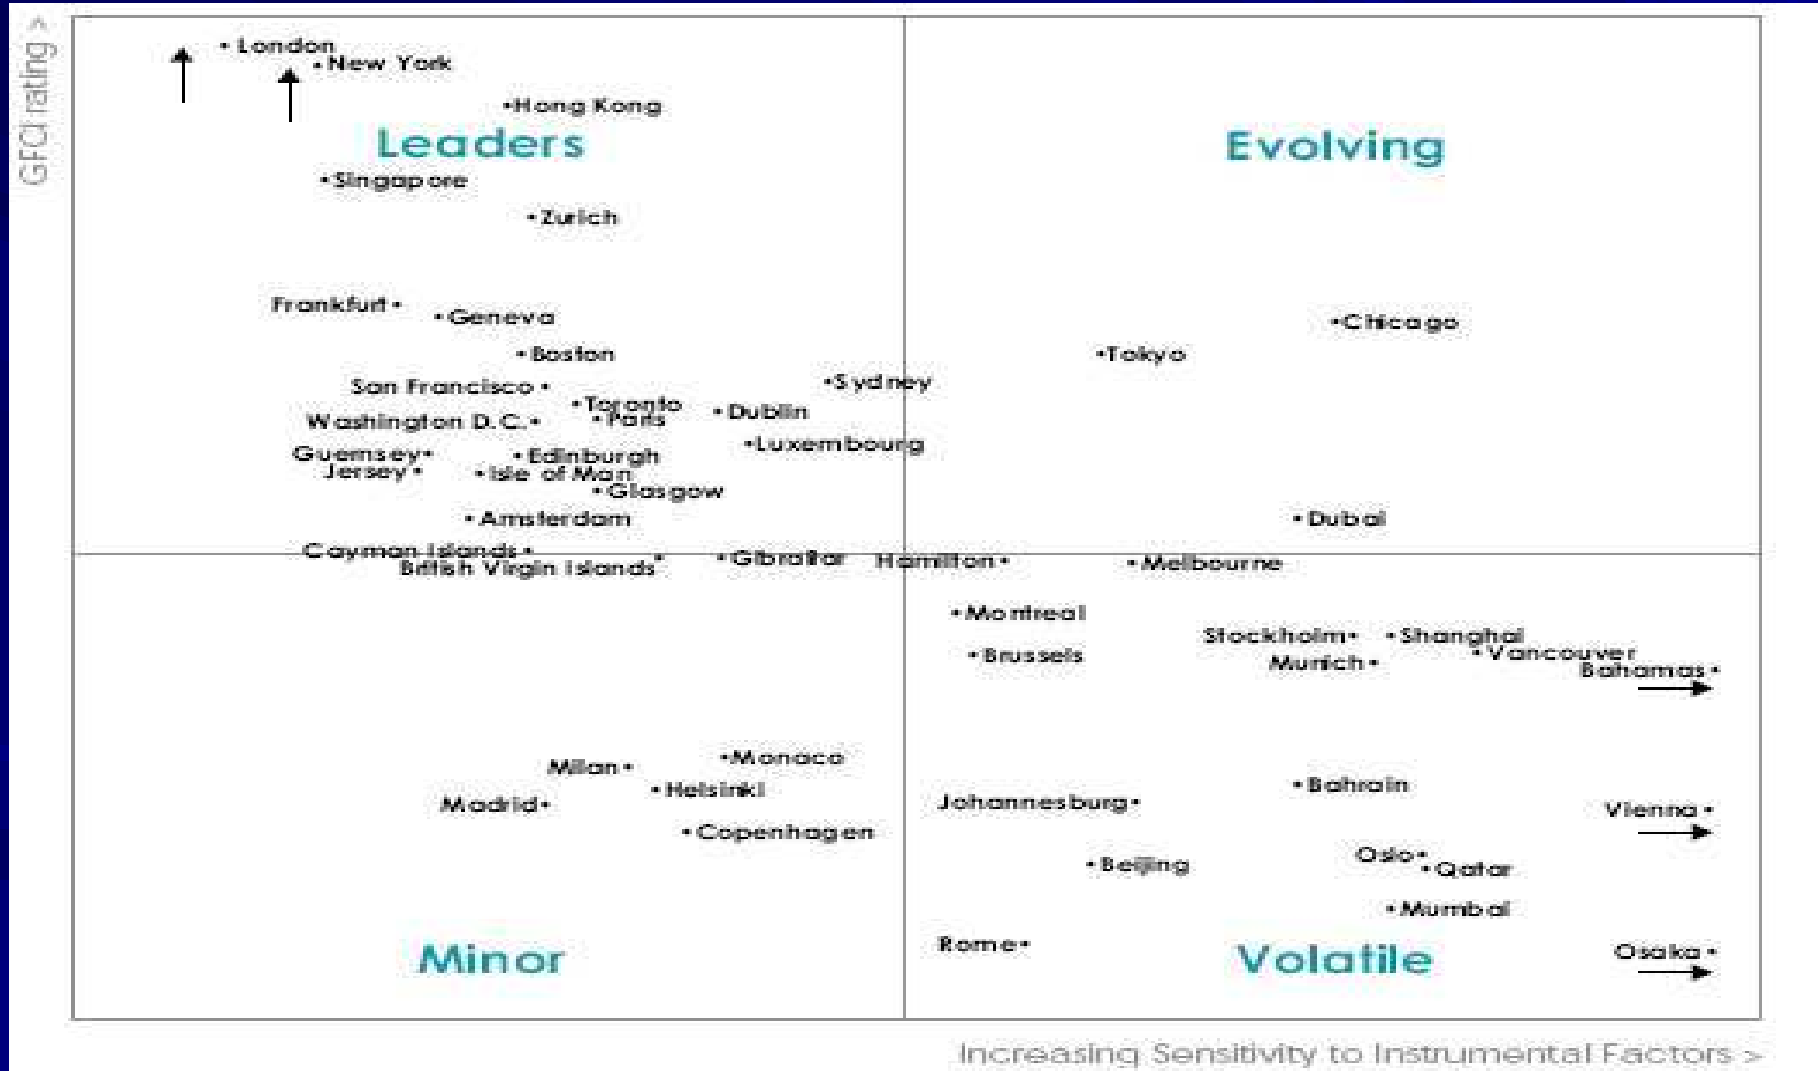 GFCI rating >
London
New York
Hong Kong
Leaders
Evolving
Singapore
Zurich
Frankfurt
Geneva
Chicago
Boston
Tokyo
San Francisco
Sydney
Toronto
Dublin
Washington D.C.
Paris
Luxembourg
Guernsey
Edinburgh
Jersey
Isle of Man
Glasgow
Amsterdam
Dubai
Cayman Islands
British Virgin Islands
Gibraltar
Hamilton
Melbourne
Montreal
Stockholm
Shanghai
Brussels
Munich
Vancouver
Bahamas
Monaco
Milan
Helsinki
Bahrain
Madrid
Johannesburg
Vienna
Copenhagen
Oslo
Beijing
Qatar
Mumbai
Rome
Minor
Volatile
Osaka
Increasing Sensitivity to Instrumental Factors >